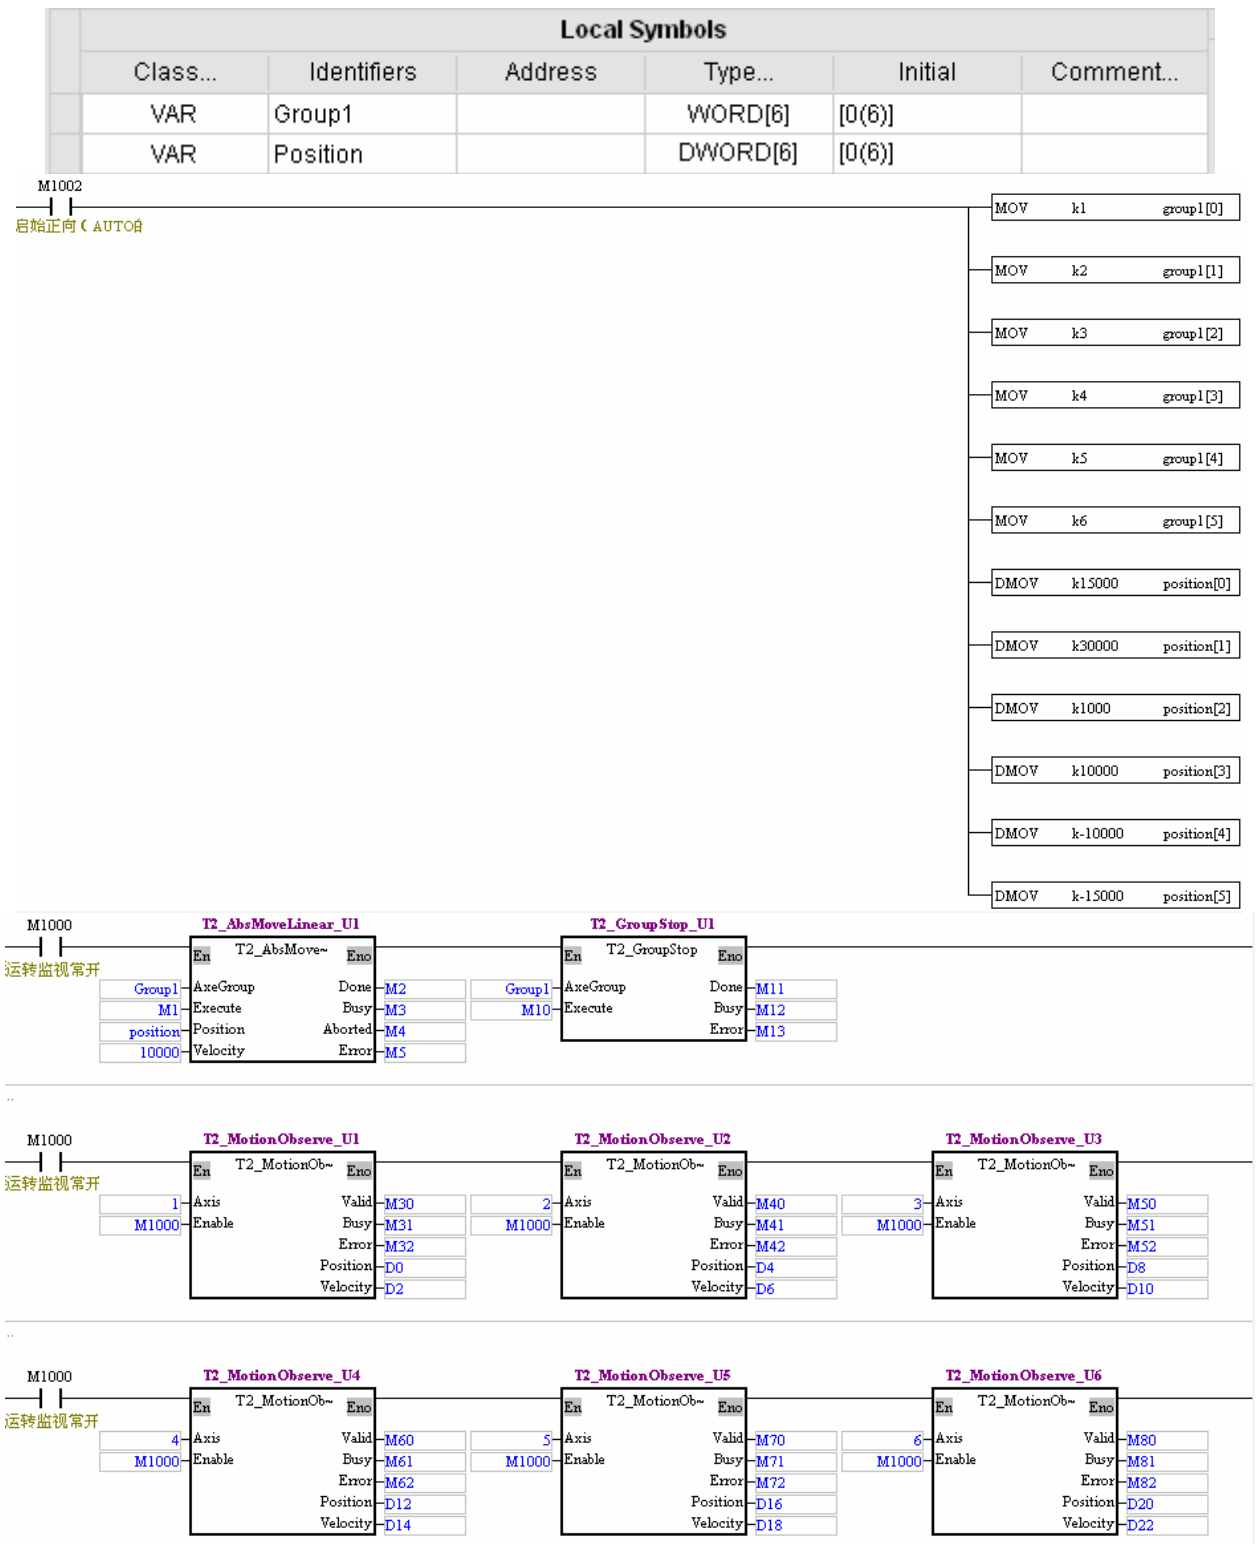 Local Symbols
Class... Identifiers Address Type... Initial Comment...
VAR Group1 WORD[6] [0(6)]
VAR Position DWORD[6] [0(6)]
M1002
启始正向 ( AUTO
MOV k1 group1[0]
MOV k2 group1[1]
MOV k3 group1[2]
MOV k4 group1[3]
MOV k5 group1[4]
MOV k6 group1[5]
DMOV k15000 position[0]
DMOV k30000 position[1]
DMOV k1000 position[2]
DMOV k10000 position[3]
DMOV k-10000 position[4]
DMOV k-15000 position[5]
M1000 T2_AbsMoveLinear_U1 T2_GroupStop_U1
En T2_AbsMove~ Eno En T2_GroupStop Eno
运转监视常开
Group1 AxeGroup Done M2 Group1 AxeGroup Done M11
M1 Execute Busy M3 M10 Execute Busy M12
position Position Aborted M4 Error M13
10000 Velocity Error M5
..
M1000 T2_MotionObserve_U1 T2_MotionObserve_U2 T2_MotionObserve_U3
En T2_MotionOb~ Eno En T2_MotionOb~ Eno En T2_MotionOb~ Eno
运转监视常开
1 Axis Valid M30 2 Axis Valid M40 3 Axis Valid M50
M1000 Enable Busy M31 M1000 Enable Busy M41 M1000 Enable Busy M51
Error M32 Error M42 Error M52
Position D0 Position D4 Position D8
Velocity D2 Velocity D6 Velocity D10
..
M1000 T2_MotionObserve_U4 T2_MotionObserve_U5 T2_MotionObserve_U6
En T2_MotionOb~ Eno En T2_MotionOb~ Eno En T2_MotionOb~ Eno
运转监视常开
4 Axis Valid M60 5 Axis Valid M70 6 Axis Valid M80
M1000 Enable Busy M61 M1000 Enable Busy M71 M1000 Enable Busy M81
Error M62 Error M72 Error M82
Position D12 Position D16 Position D20
Velocity D14 Velocity D18 Velocity D22